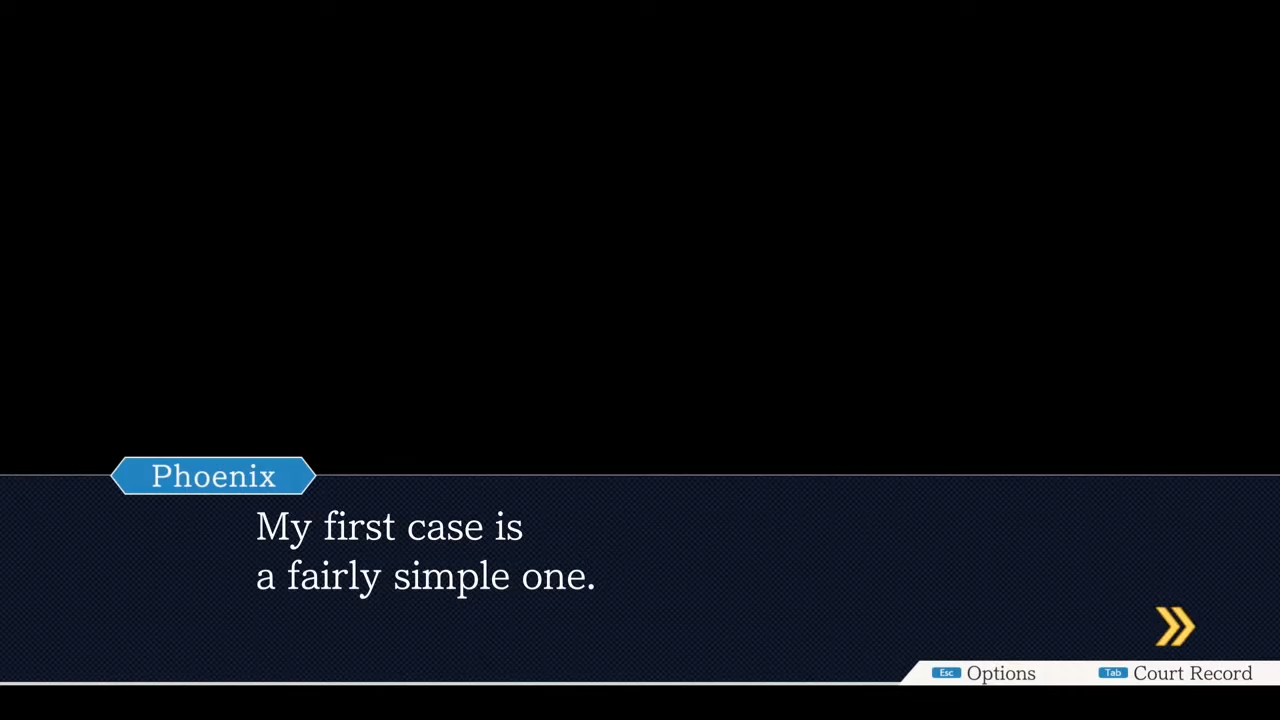 Phoenix
My first case is
a fairly simple one.
Esc Options Tab Court Record